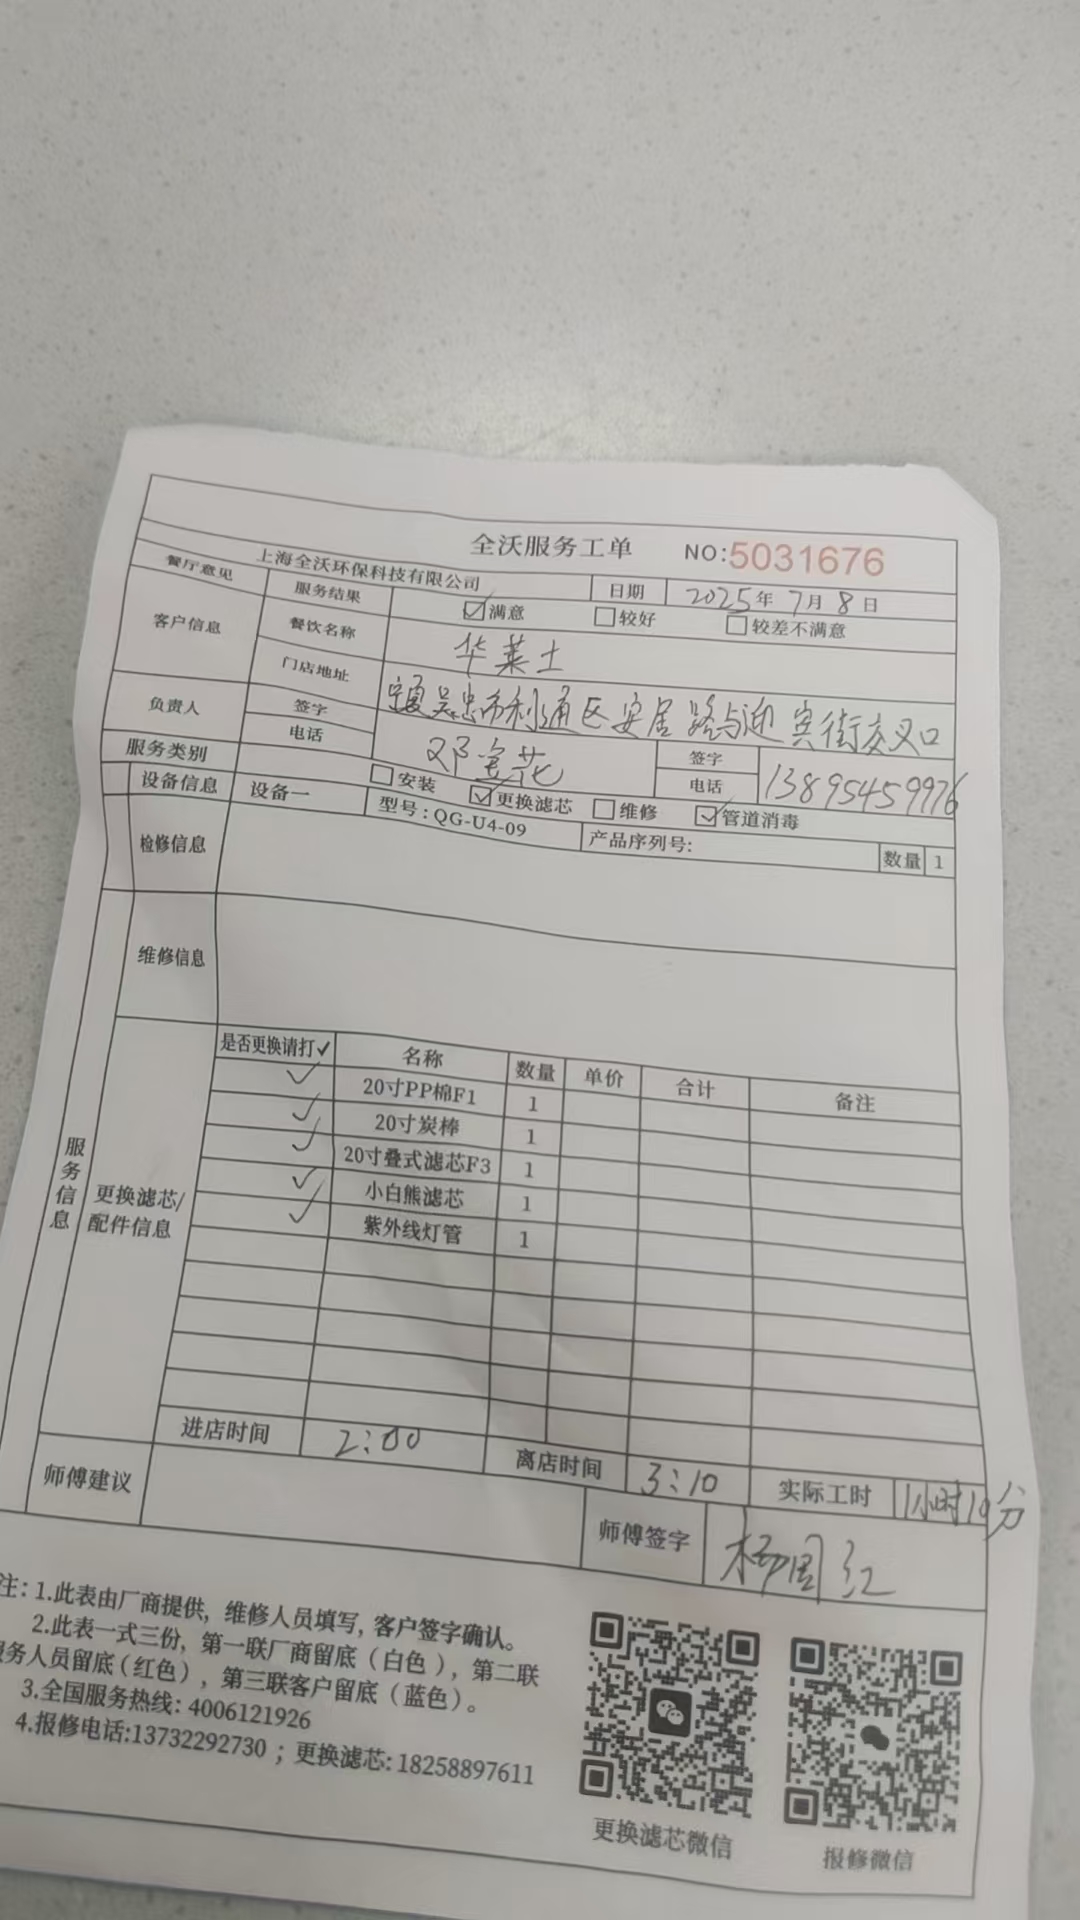 全沃服务工单 NO:5031676
上海全沃环保科技有限公司 日期 2025年7月8日
餐厅意见 服务结果 ☑满意 □较好 □较差不满意
客户信息 餐饮名称 华莱士
门店地址 宁夏吴忠市利通区安居路与迎宾街交叉口
负责人 签字 邓宝花 签字
电话 电话 13895459976
服务类别 □安装 ☑更换滤芯 □维修 ☑管道消毒
设备信息 设备一 型号:QG-U4-09 产品序列号: 数量 1
检修信息
维修信息
服务信息
更换滤芯/配件信息
是否更换请打✓ 名称 数量 单价 合计 备注
✓ 20寸PP棉F1 1
✓ 20寸炭棒 1
✓ 20寸叠式滤芯F3 1
✓ 小白熊滤芯 1
✓ 紫外线灯管 1
进店时间 2:00 离店时间 3:10 实际工时 1小时10分
师傅建议 师傅签字 杨周红
注:1.此表由厂商提供,维修人员填写,客户签字确认。
2.此表一式三份,第一联厂商留底(白色),第二联
服务人员留底(红色),第三联客户留底(蓝色)。
3.全国服务热线:4006121926
4.报修电话:13732292730;更换滤芯:18258897611
更换滤芯微信 报修微信